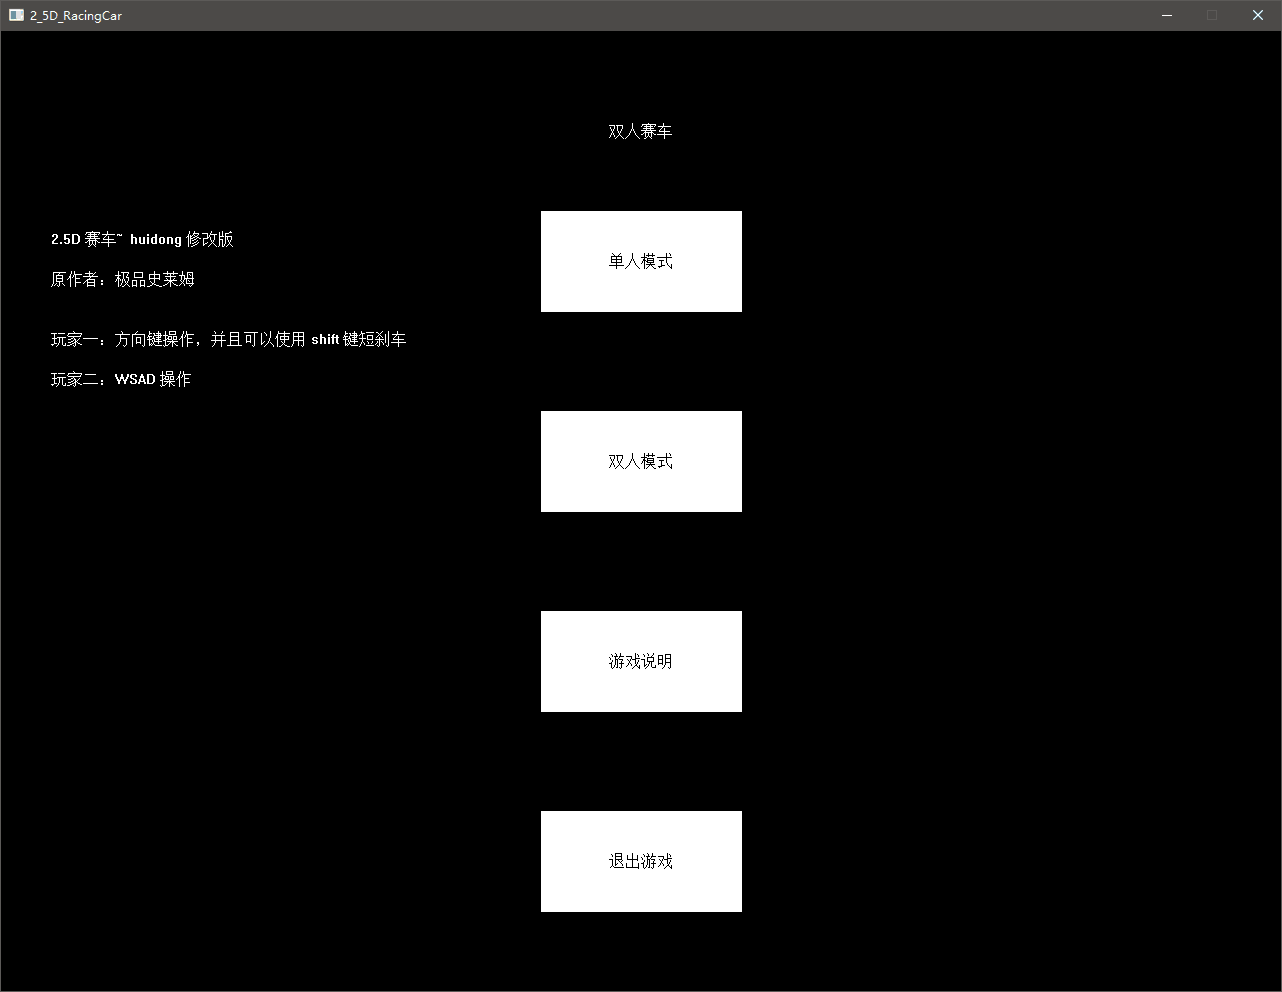 2_5D_RacingCar
双人赛车
2.5D 赛车~ huidong 修改版
原作者：极品史莱姆
玩家一：方向键操作，并且可以使用 shift 键短刹车
玩家二：WSAD 操作
单人模式
双人模式
游戏说明
退出游戏